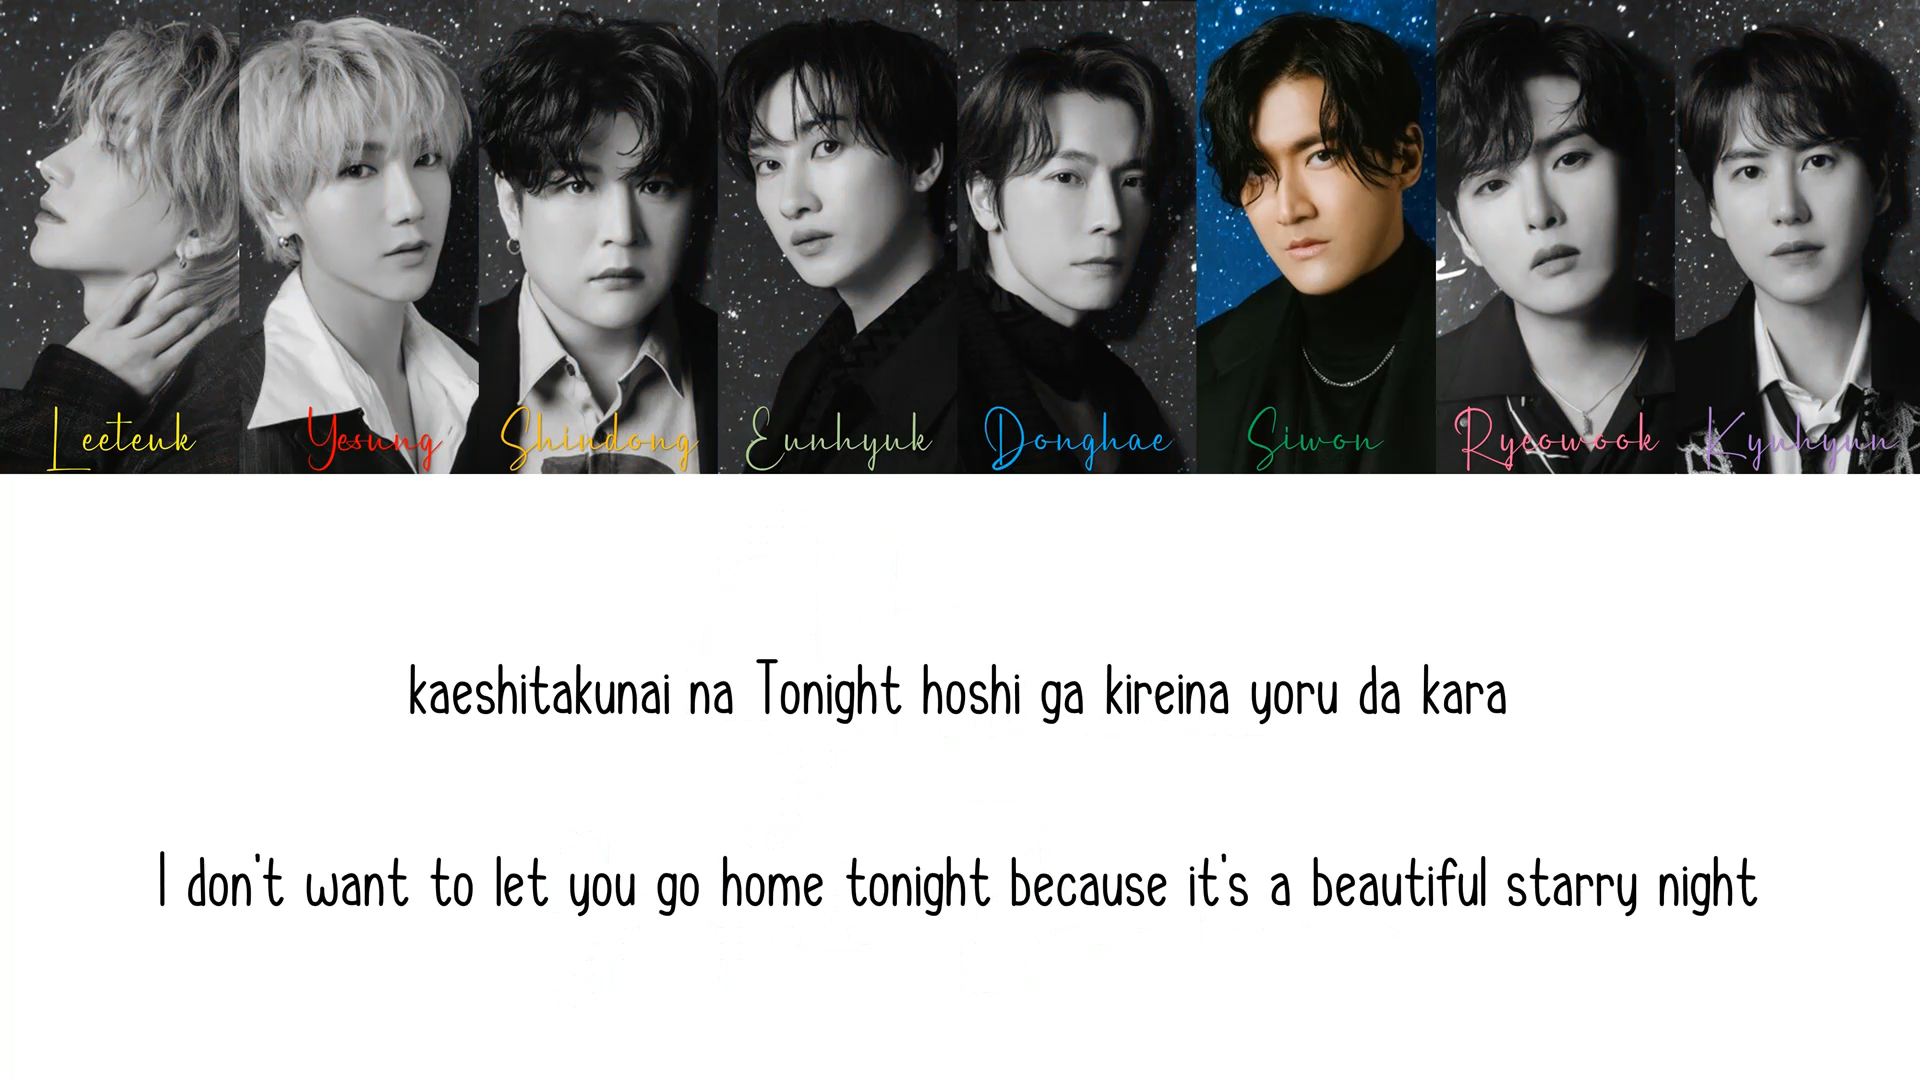 Leeteuk Yesung Shindong Eunhyuk Donghae Siwon Ryeowook Kyuhyun
kaeshitakunai na Tonight hoshi ga kireina yoru da kara
I don't want to let you go home tonight because it's a beautiful starry night